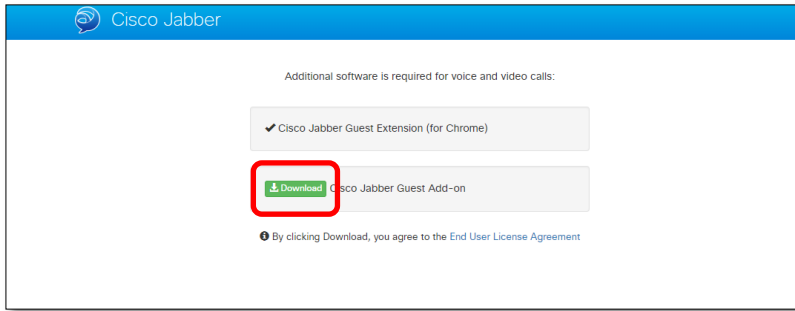 Cisco Jabber
Additional software is required for voice and video calls:
Cisco Jabber Guest Extension (for Chrome)
Download Cisco Jabber Guest Add-on
By clicking Download, you agree to the End User License Agreement